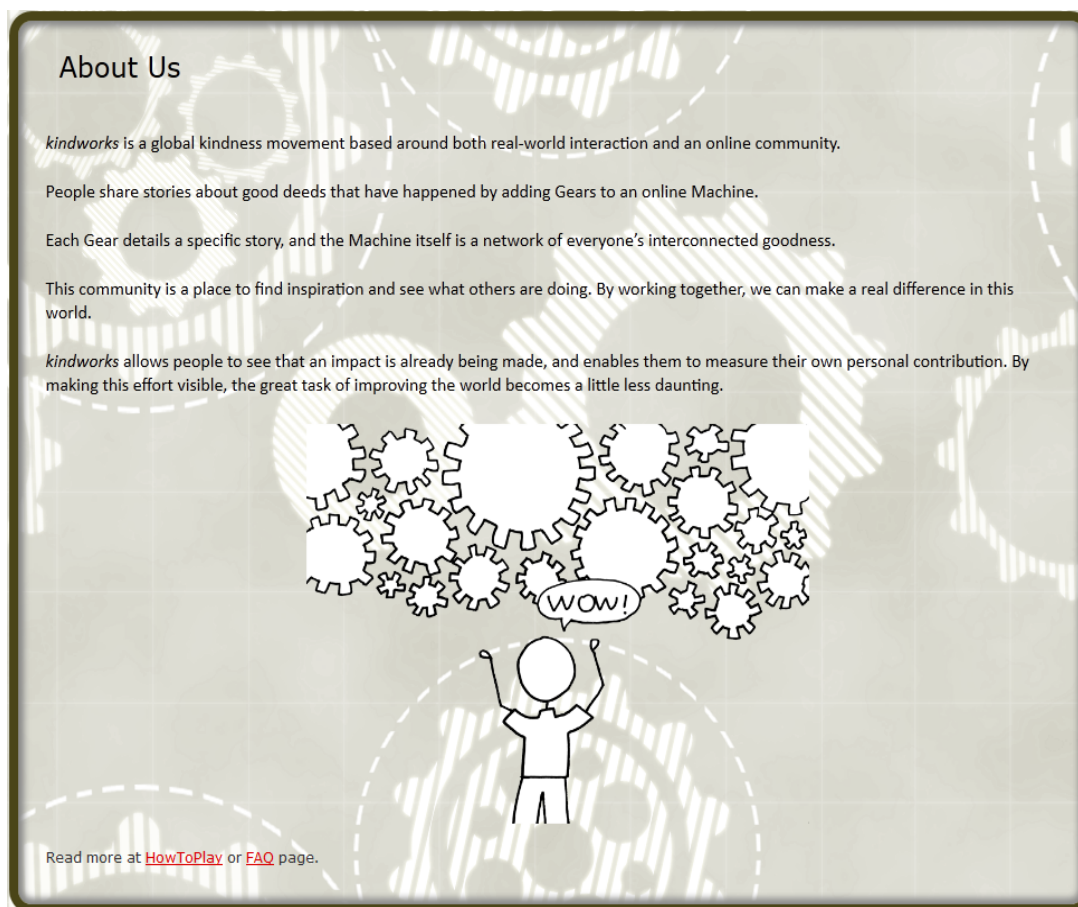 About Us
kindworks is a global kindness movement based around both real-world interaction and an online community.
People share stories about good deeds that have happened by adding Gears to an online Machine.
Each Gear details a specific story, and the Machine itself is a network of everyone’s interconnected goodness.
This community is a place to find inspiration and see what others are doing. By working together, we can make a real difference in this
world.
kindworks allows people to see that an impact is already being made, and enables them to measure their own personal contribution. By
making this effort visible, the great task of improving the world becomes a little less daunting.
WOW!
Read more at HowToPlay or FAQ page.